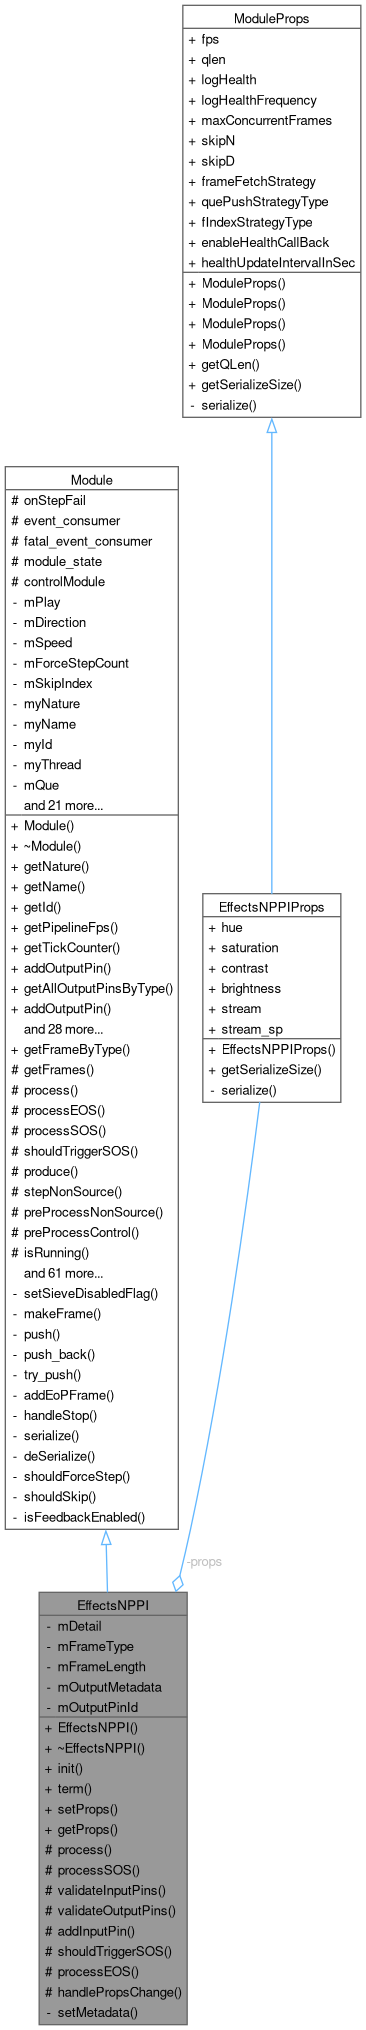 ModuleProps
+ fps
+ qlen
+ logHealth
+ logHealthFrequency
+ maxConcurrentFrames
+ skipN
+ skipD
+ frameFetchStrategy
+ quePushStrategyType
+ fIndexStrategyType
+ enableHealthCallBack
+ healthUpdateIntervalInSec
+ ModuleProps()
+ ModuleProps()
+ ModuleProps()
+ ModuleProps()
+ getQLen()
+ getSerializeSize()
- serialize()
Module
# onStepFail
# event_consumer
# fatal_event_consumer
# module_state
# controlModule
- mPlay
- mDirection
- mSpeed
- mForceStepCount
- mSkipIndex
- myNature
- myName
- myId
- myThread
- mQue
and 21 more...
+ Module()
+ ~Module()
+ getNature()
+ getName()
+ getId()
+ getPipelineFps()
+ getTickCounter()
+ addOutputPin()
+ getAllOutputPinsByType()
+ addOutputPin()
and 28 more...
+ getFrameByType()
# getFrames()
# process()
# processEOS()
# processSOS()
# shouldTriggerSOS()
# produce()
# stepNonSource()
# preProcessNonSource()
# preProcessControl()
# isRunning()
and 61 more...
- setSieveDisabledFlag()
- makeFrame()
- push()
- push_back()
- try_push()
- addEoPFrame()
- handleStop()
- serialize()
- deSerialize()
- shouldForceStep()
- shouldSkip()
- isFeedbackEnabled()
EffectsNPPIProps
+ hue
+ saturation
+ contrast
+ brightness
+ stream
+ stream_sp
+ EffectsNPPIProps()
+ getSerializeSize()
- serialize()
-props
EffectsNPPI
- mDetail
- mFrameType
- mFrameLength
- mOutputMetadata
- mOutputPinId
+ EffectsNPPI()
+ ~EffectsNPPI()
+ init()
+ term()
+ setProps()
+ getProps()
# process()
# processSOS()
# validateInputPins()
# validateOutputPins()
# addInputPin()
# shouldTriggerSOS()
# processEOS()
# handlePropsChange()
- setMetadata()